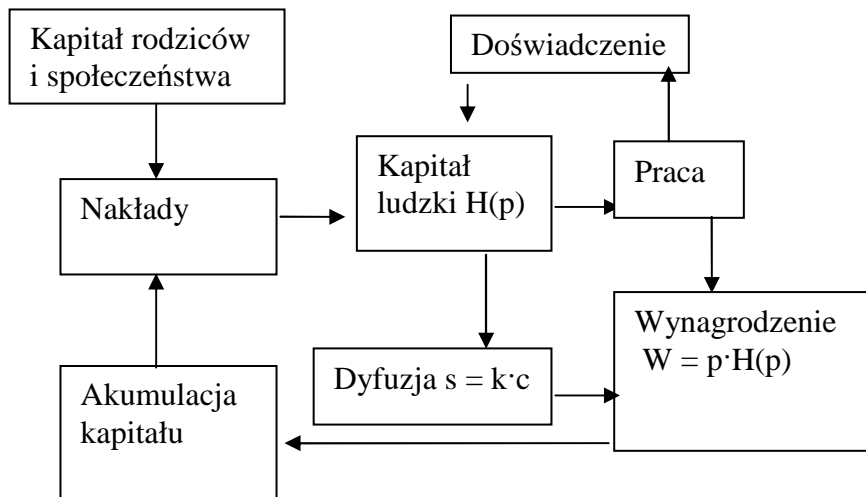 Kapitał rodziców
i społeczeństwa
Doświadczenie
Nakłady
Kapitał
ludzki H(p)
Praca
Dyfuzja s = k·c
Wynagrodzenie
W = p·H(p)
Akumulacja
kapitału